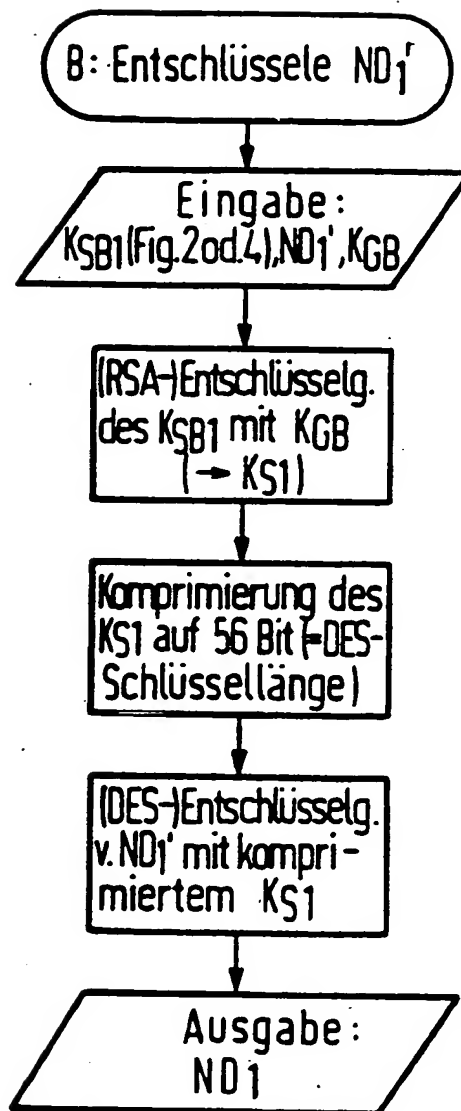 B: Entschlüssele ND1'
Eingabe:
KSB1(Fig.2od.4),ND1',KGB
(RSA-)Entschlüsselg.
des KSB1 mit KGB
(→ KS1)
Komprimierung des
KS1 auf 56 Bit (=DES-
Schlüssellänge)
(DES-)Entschlüsselg.
v. ND1' mit kompri-
miertem KS1
Ausgabe:
ND1